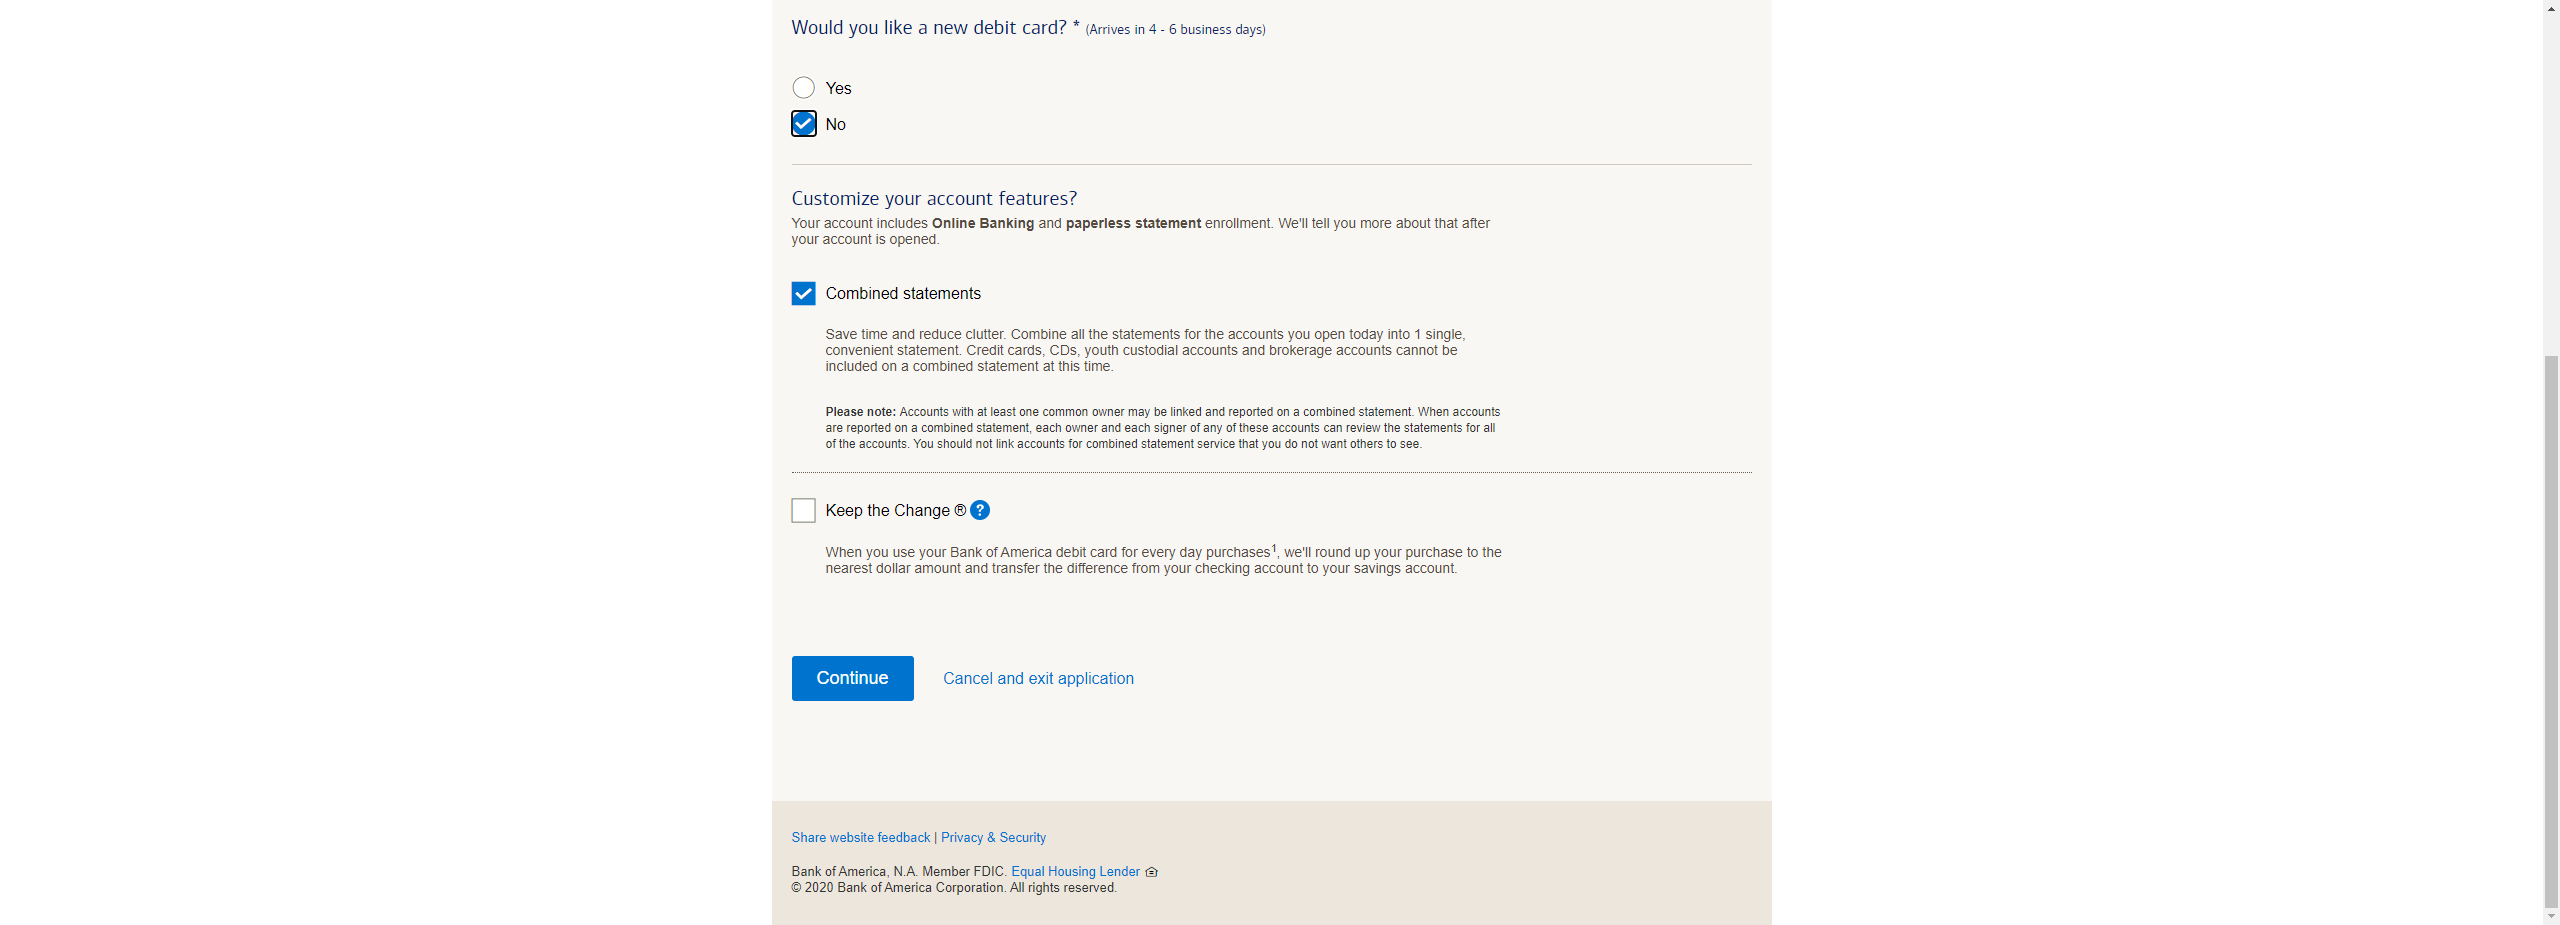 Would you like a new debit card? * (Arrives in 4 - 6 business days)
Yes
No
Customize your account features?
Your account includes Online Banking and paperless statement enrollment. We'll tell you more about that after
your account is opened.
Combined statements
Save time and reduce clutter. Combine all the statements for the accounts you open today into 1 single,
convenient statement. Credit cards, CDs, youth custodial accounts and brokerage accounts cannot be
included on a combined statement at this time.
Please note: Accounts with at least one common owner may be linked and reported on a combined statement. When accounts
are reported on a combined statement, each owner and each signer of any of these accounts can review the statements for all
of the accounts. You should not link accounts for combined statement service that you do not want others to see.
Keep the Change ® ?
When you use your Bank of America debit card for every day purchases1, we'll round up your purchase to the
nearest dollar amount and transfer the difference from your checking account to your savings account.
Continue Cancel and exit application
Share website feedback | Privacy & Security
Bank of America, N.A. Member FDIC. Equal Housing Lender
© 2020 Bank of America Corporation. All rights reserved.